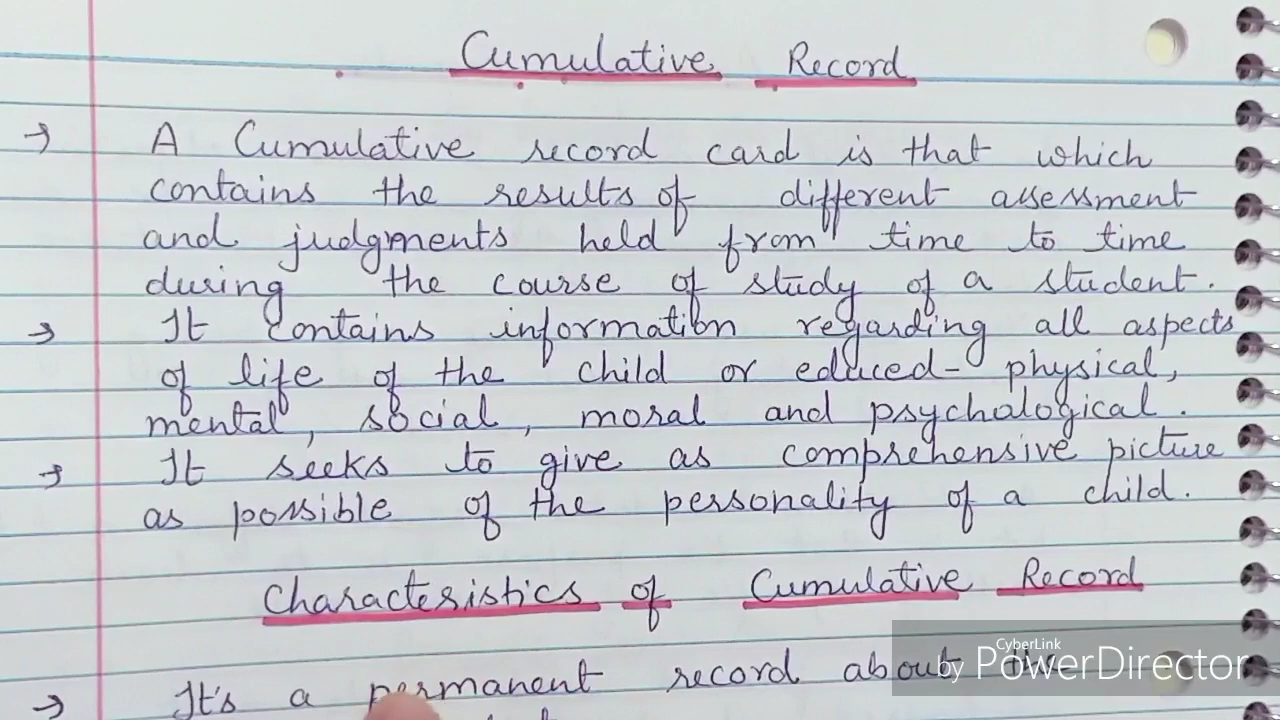 Cumulative Record
→ A Cumulative record card is that which
contains the results of different assessment
and judgments held from time to time
during the course of study of a student.
→ It contains information regarding all aspects
of life of the child or educed- physical,
mental, social, moral and psychological.
→ It seeks to give as comprehensive picture
as possible of the personality of a child.
Characteristics of Cumulative Record
→ It's a permanent record about the
CyberLink
by PowerDirector